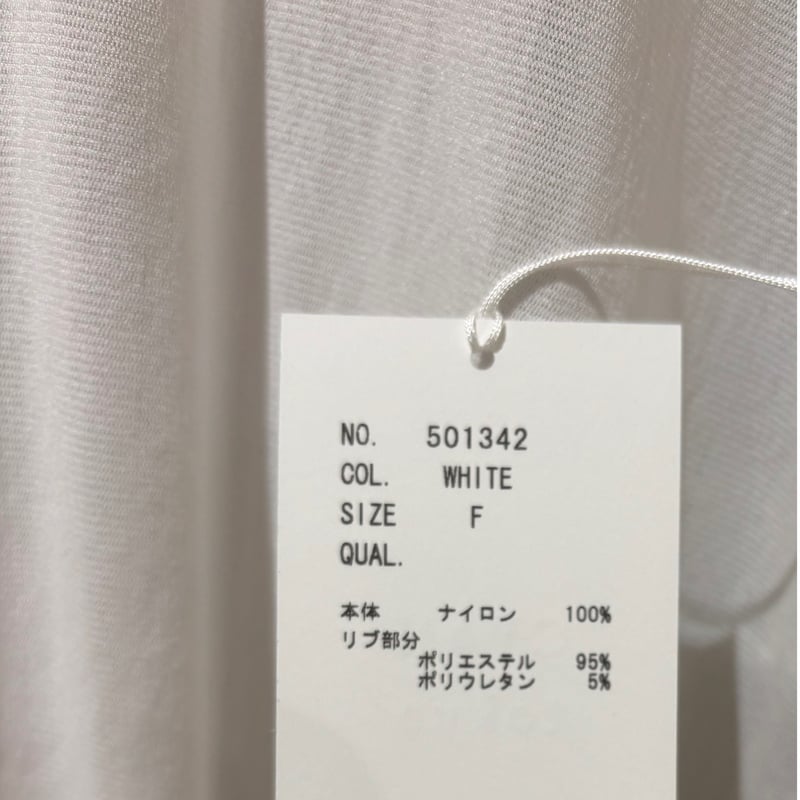 NO. 501342
COL. WHITE
SIZE F
QUAL.
本体 ナイロン 100%
リブ部分
ポリエステル 95%
ポリウレタン 5%